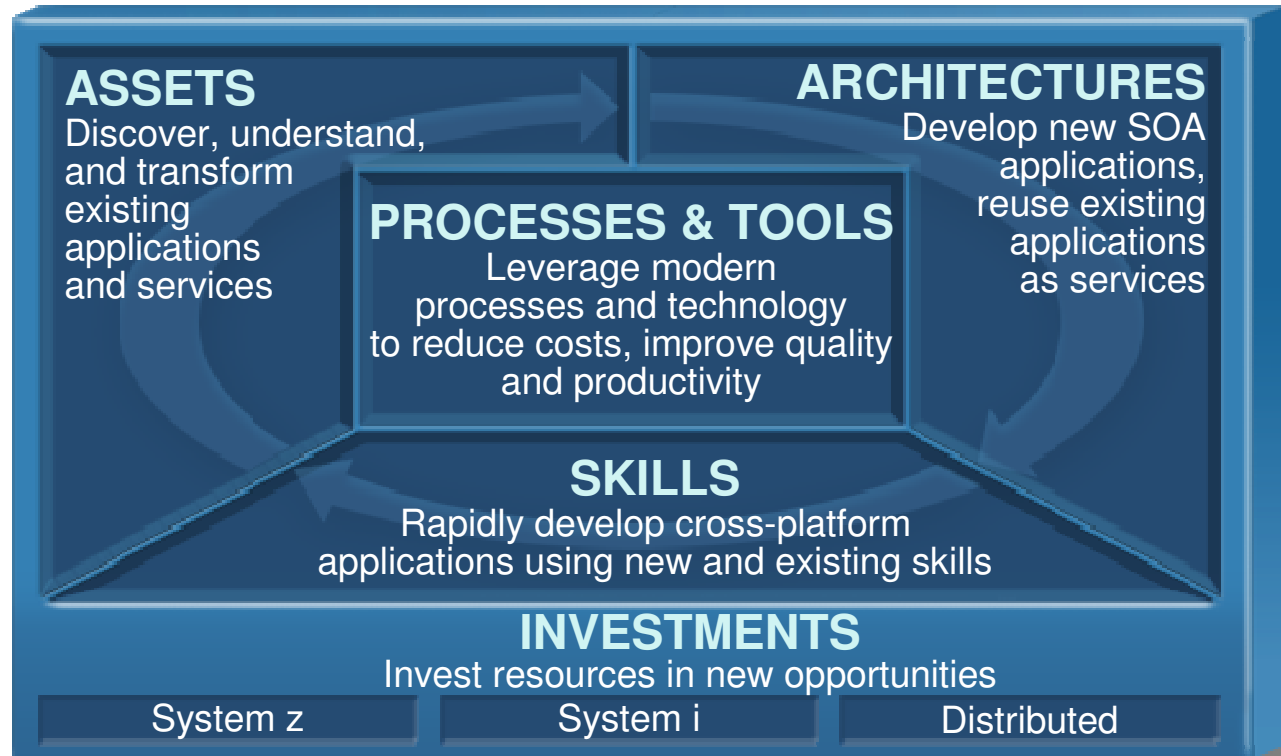 ASSETS
Discover, understand,
and transform
existing
applications
and services
ARCHITECTURES
Develop new SOA
applications,
reuse existing
applications
as services
PROCESSES & TOOLS
Leverage modern
processes and technology
to reduce costs, improve quality
and productivity
SKILLS
Rapidly develop cross-platform
applications using new and existing skills
INVESTMENTS
Invest resources in new opportunities
System z
System i
Distributed